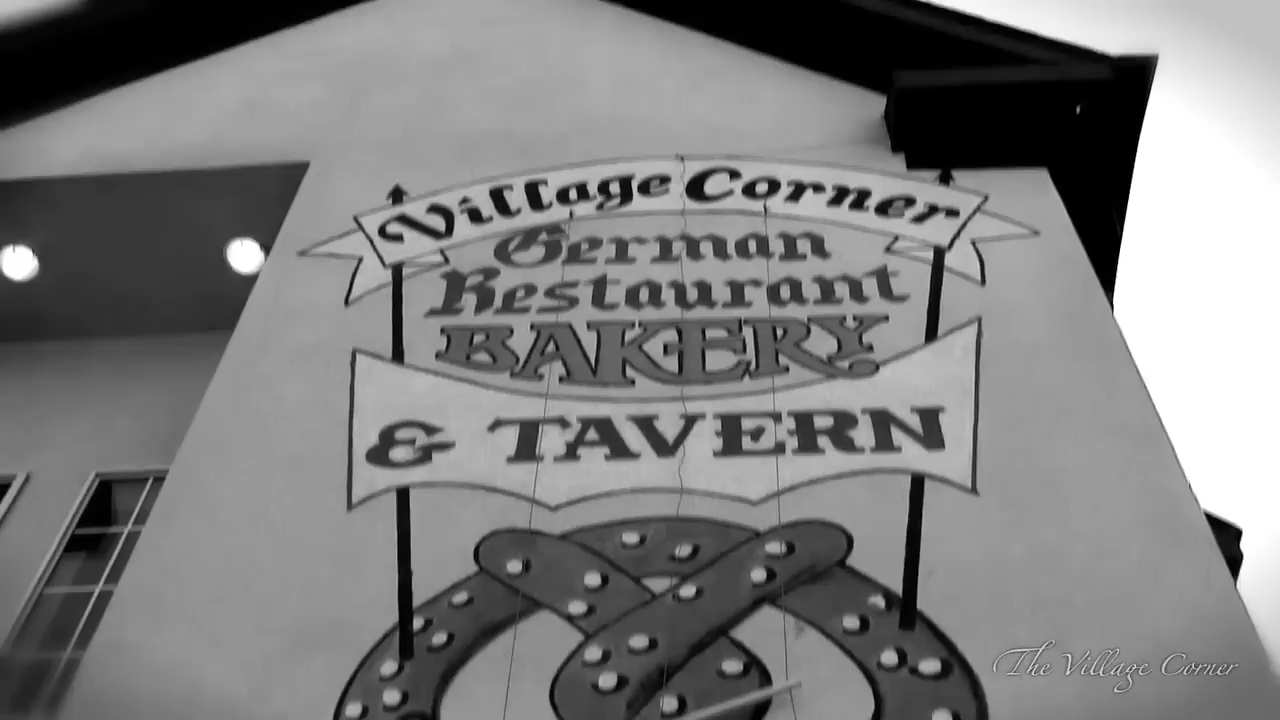 Village Corner
German
Restaurant
BAKERY
& TAVERN
The Village Corner